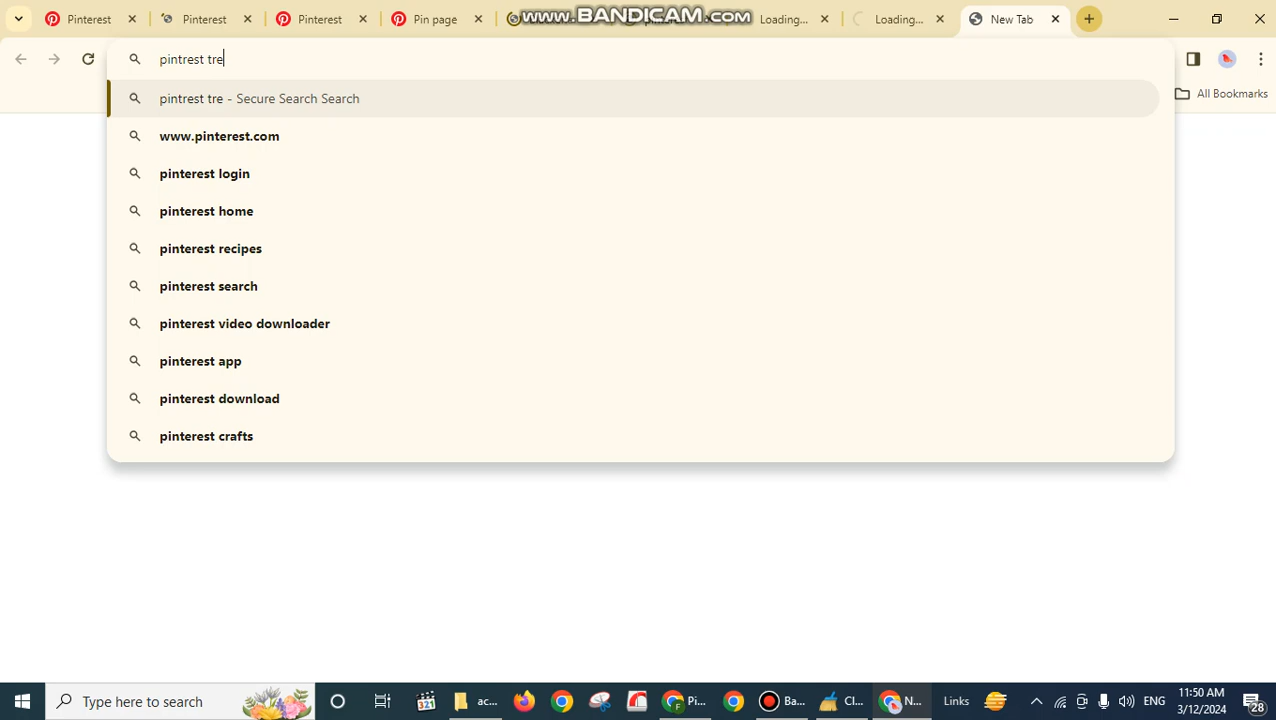 Pinterest
Pinterest
Pinterest
Pin page
www.BANDICAM.com
Loading...
Loading...
New Tab
pintrest tre
All Bookmarks
pintrest tre - Secure Search Search
www.pinterest.com
pinterest login
pinterest home
pinterest recipes
pinterest search
pinterest video downloader
pinterest app
pinterest download
pinterest crafts
Type here to search
321
ac...
Pi...
Ba...
Cl...
N...
Links
ENG
11:50 AM
3/12/2024
28